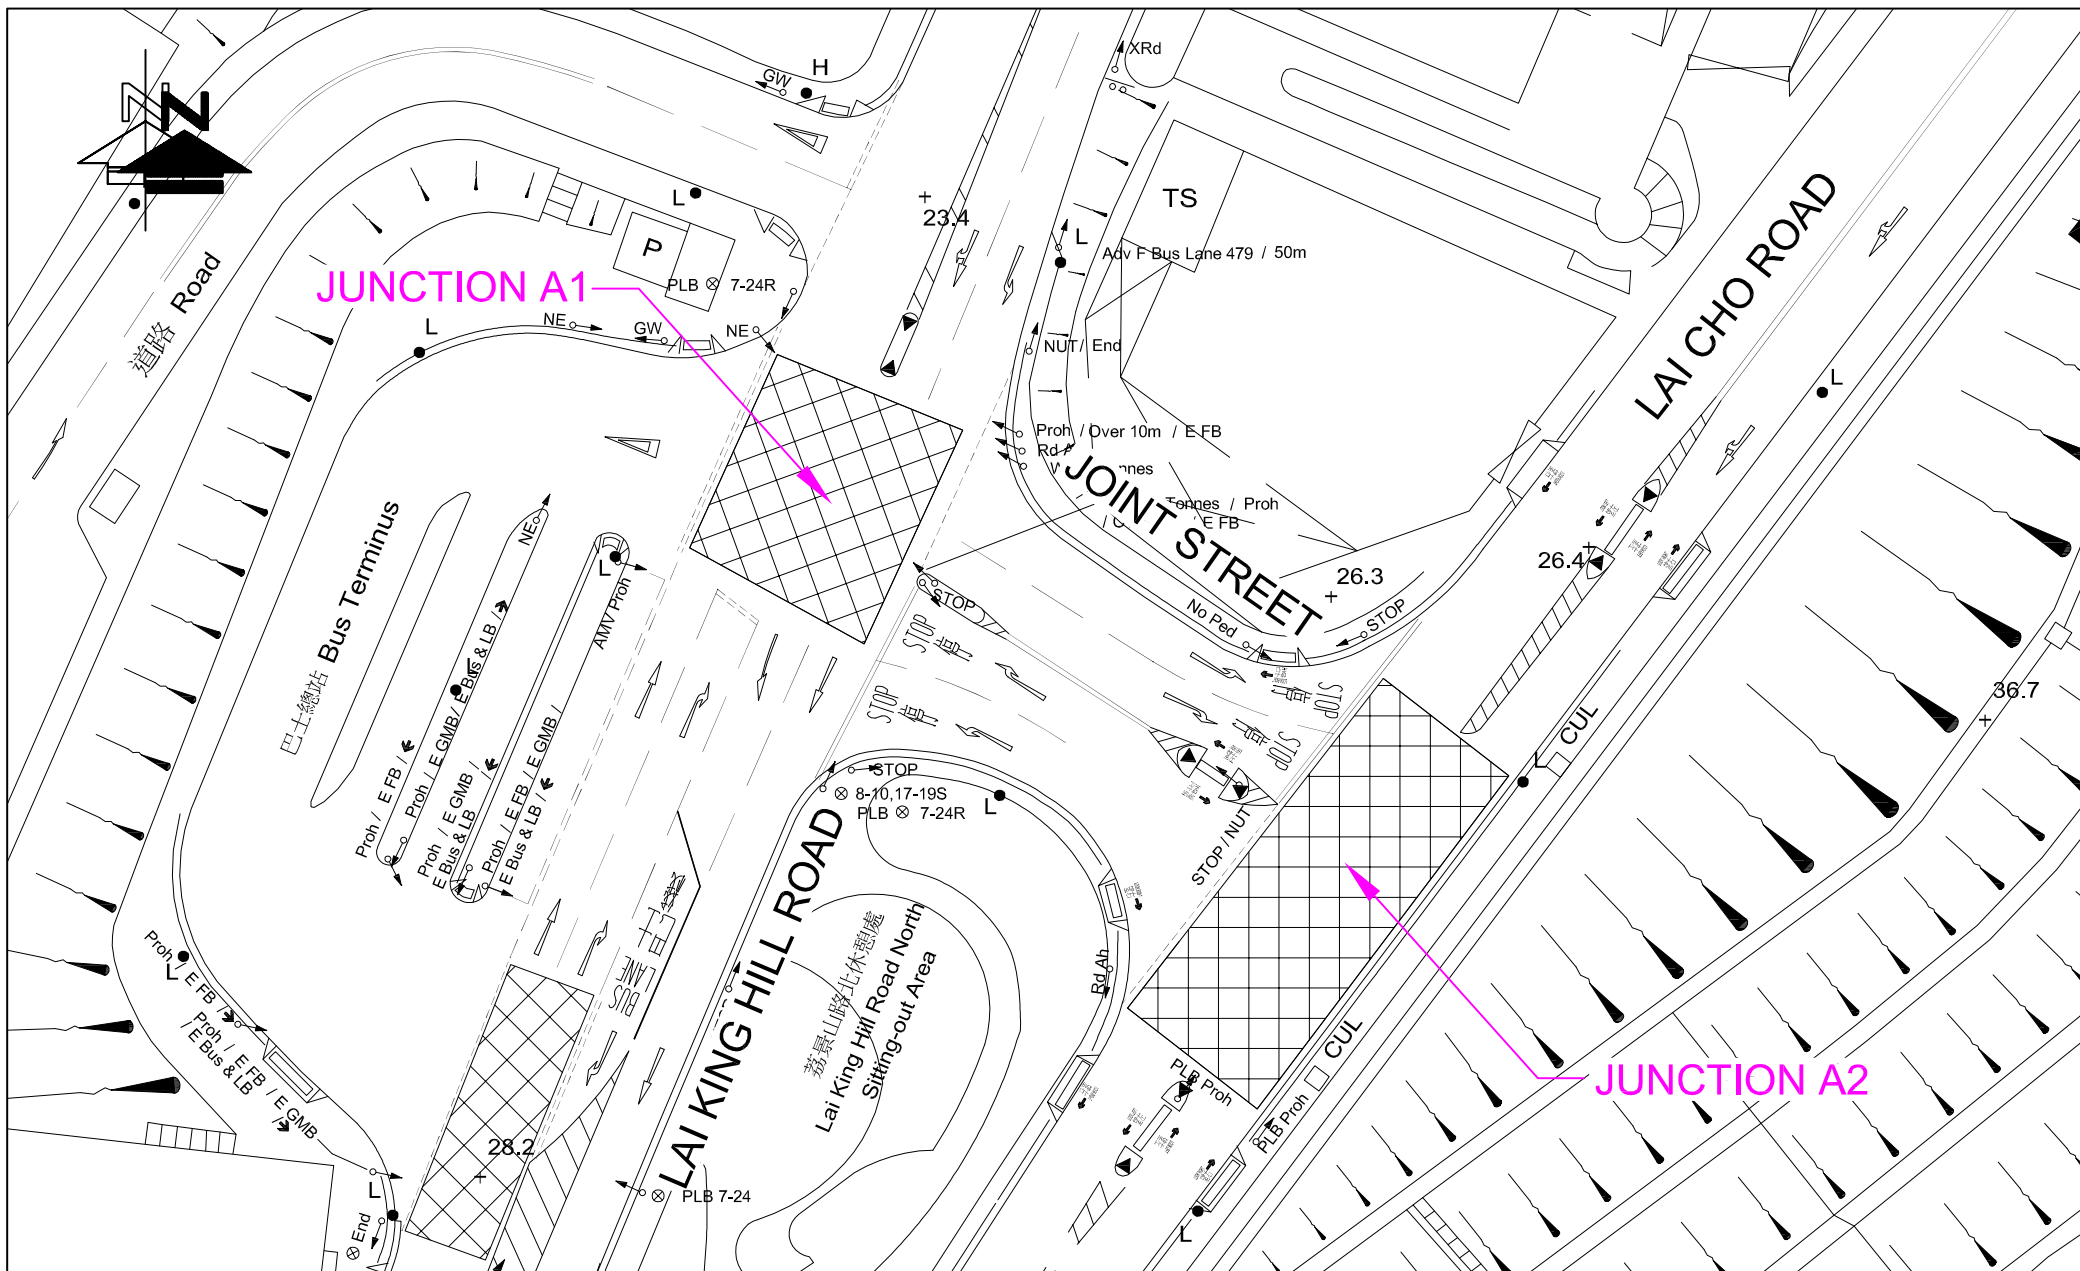 N
XRd
GW
H
L
TS
23.4
P
L
Adv F Bus Lane 479 / 50m
道路 Road
JUNCTION A1
PLB ⊗ 7-24R
LAI CHO ROAD
L
NE
GW
NE
NUT/ End
L
Proh / Over 10m / E FB
Rd A
nnes
Tonnes / Proh
E FB
JOINT STREET
NE
L
26.4
26.3
巴士總站 Bus Terminus
AMV Proh
STOP
STOP
STOP
No Ped
STOP
STOP
STOP
36.7
L
Proh / E FB /
Proh / E GMB / E Bus & LB /
Proh / E GMB /
E Bus & LB /
Proh / E FB / E GMB /
E Bus & LB /
STOP
⊗ 8-10,17-19S
PLB ⊗ 7-24R
L
STOP / NUT
L
CUL
巴士
BUS
LANE
LAI KING HILL ROAD
荔景山路北休憩處
Lai King Hill Road North
Sitting-out Area
Rd Ah
L
Proh / E FB /
Proh / E FB / E GMB
/ E Bus & LB /
PLB Proh
PLB Proh
CUL
JUNCTION A2
28.2
L
⊗ PLB 7-24
⊗ End
L